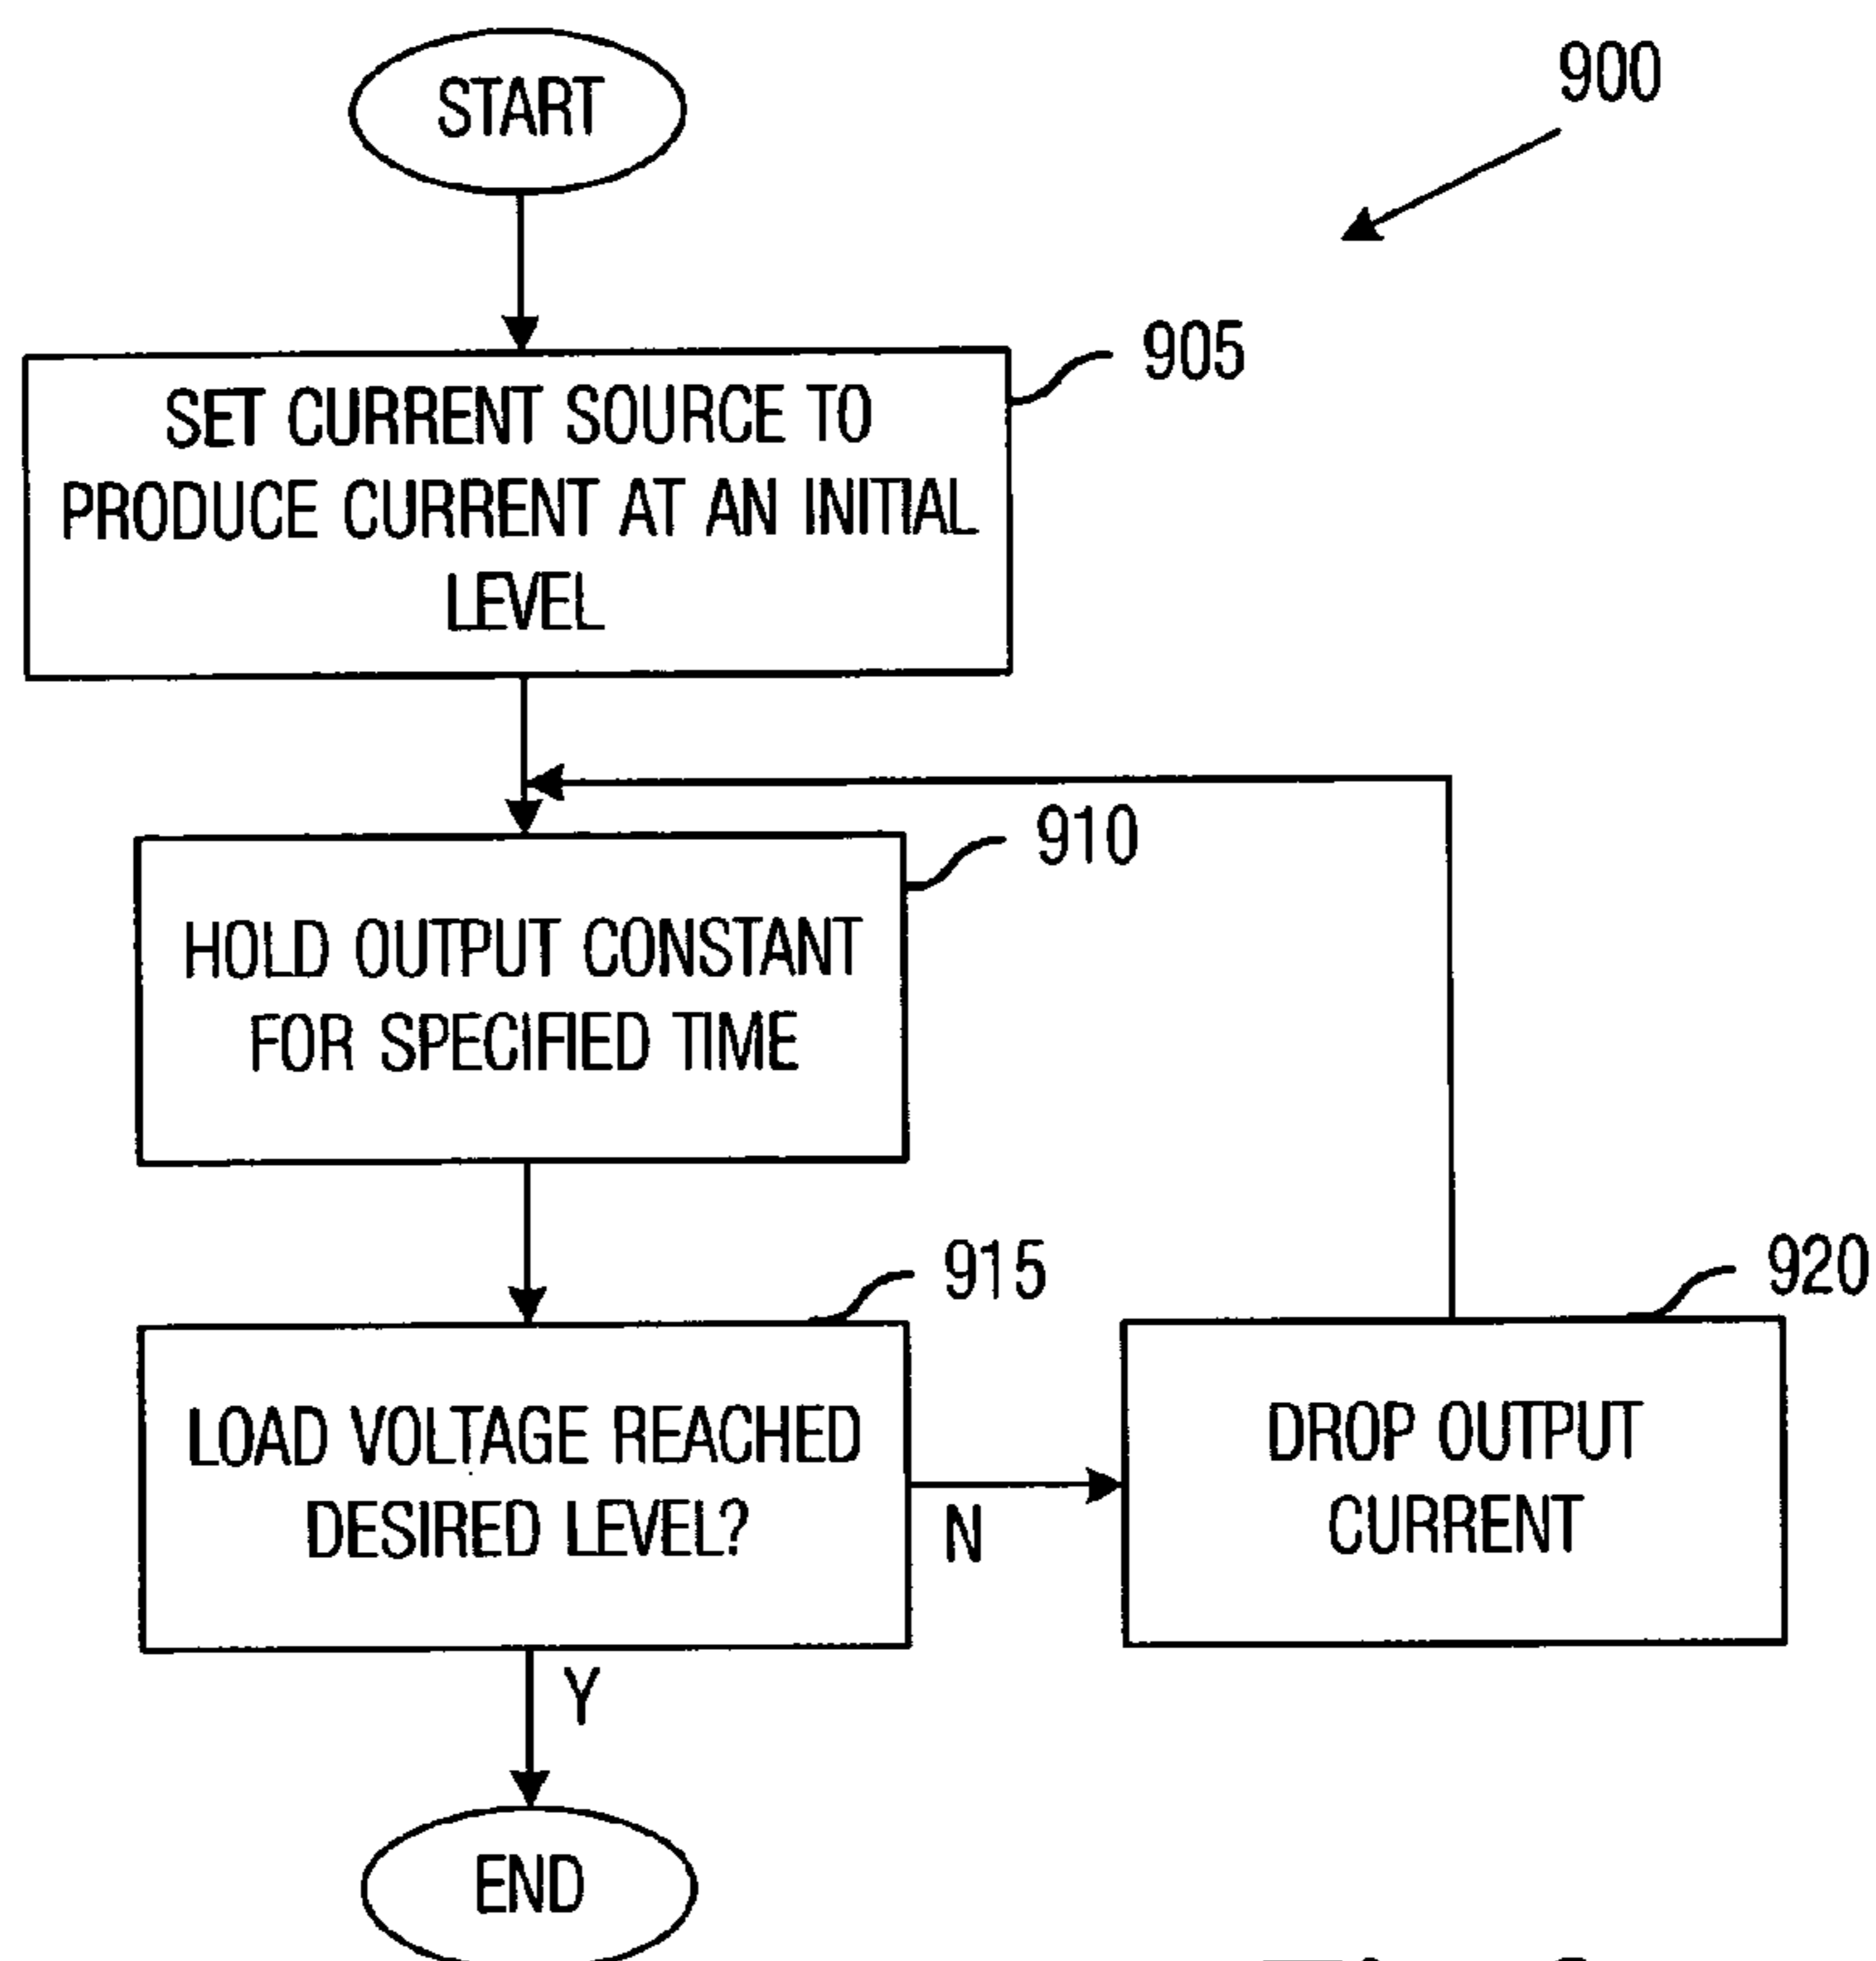 START
900
905
SET CURRENT SOURCE TO
PRODUCE CURRENT AT AN INITIAL
LEVEL
910
HOLD OUTPUT CONSTANT
FOR SPECIFIED TIME
915
920
LOAD VOLTAGE REACHED
DESIRED LEVEL?
N
DROP OUTPUT
CURRENT
Y
END